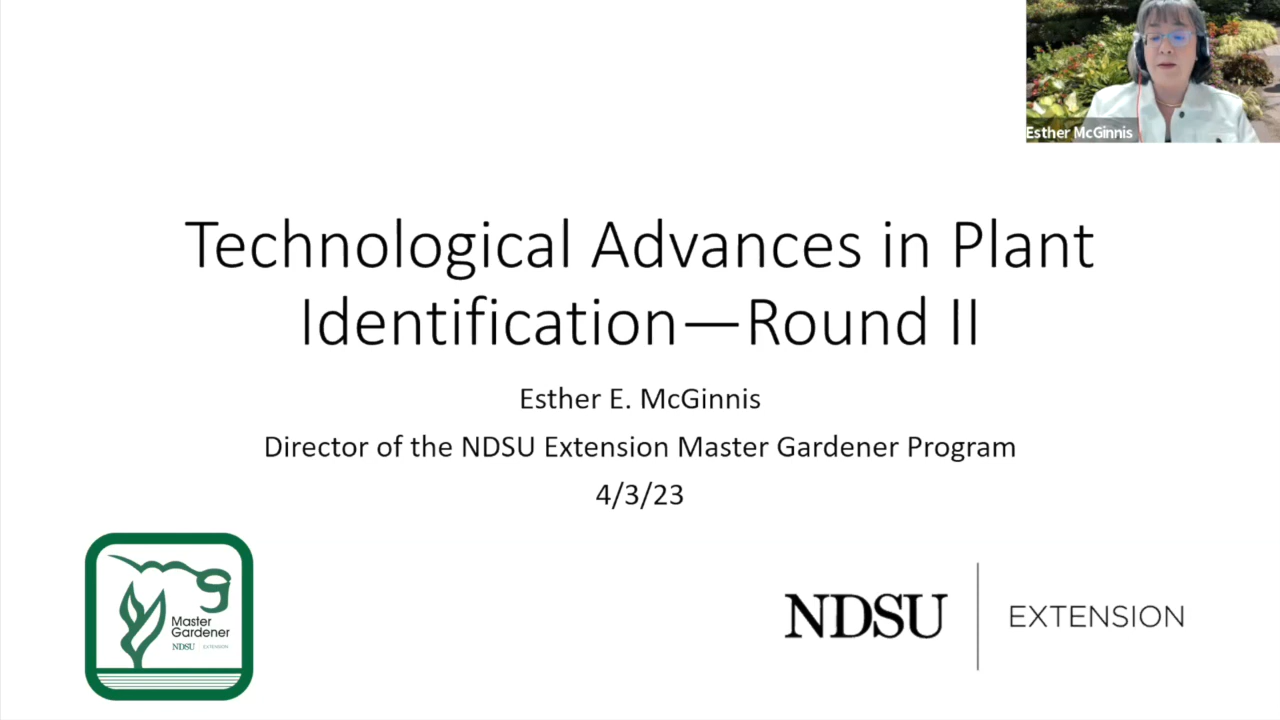 Esther McGinnis
Technological Advances in Plant
Identification—Round II
Esther E. McGinnis
Director of the NDSU Extension Master Gardener Program
4/3/23
Master
Gardener
NDSU EXTENSION
NDSU EXTENSION